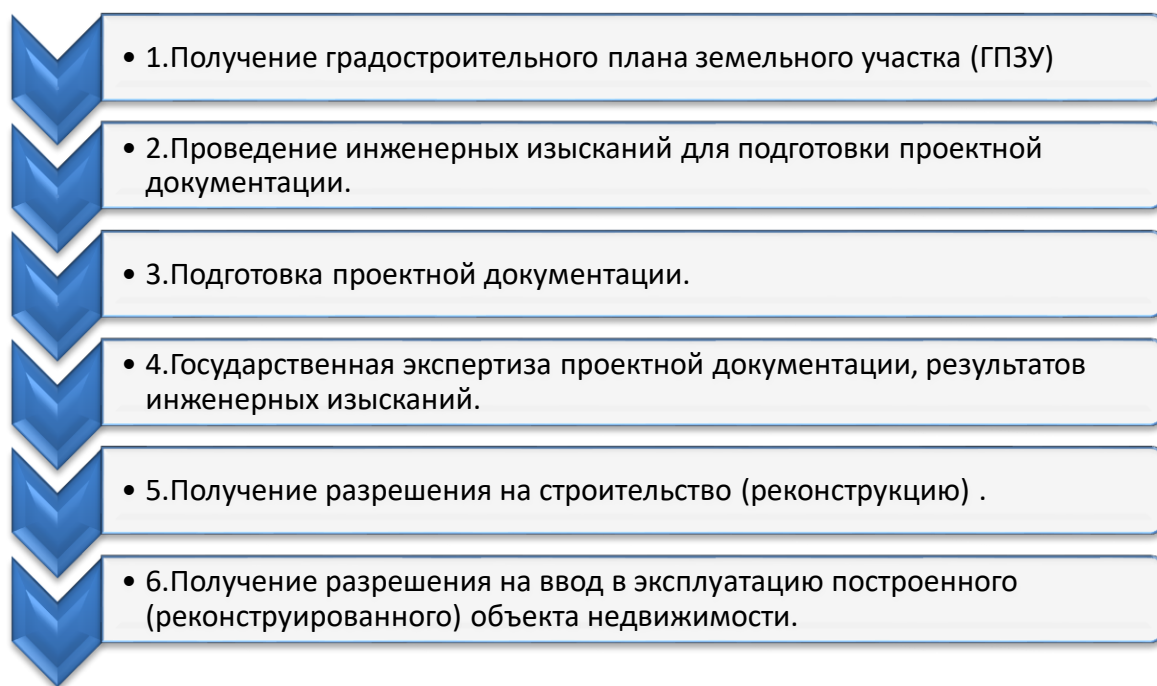 • 1.Получение градостроительного плана земельного участка (ГПЗУ)
• 2.Проведение инженерных изысканий для подготовки проектной
документации.
• 3.Подготовка проектной документации.
• 4.Государственная экспертиза проектной документации, результатов
инженерных изысканий.
• 5.Получение разрешения на строительство (реконструкцию) .
• 6.Получение разрешения на ввод в эксплуатацию построенного
(реконструированного) объекта недвижимости.